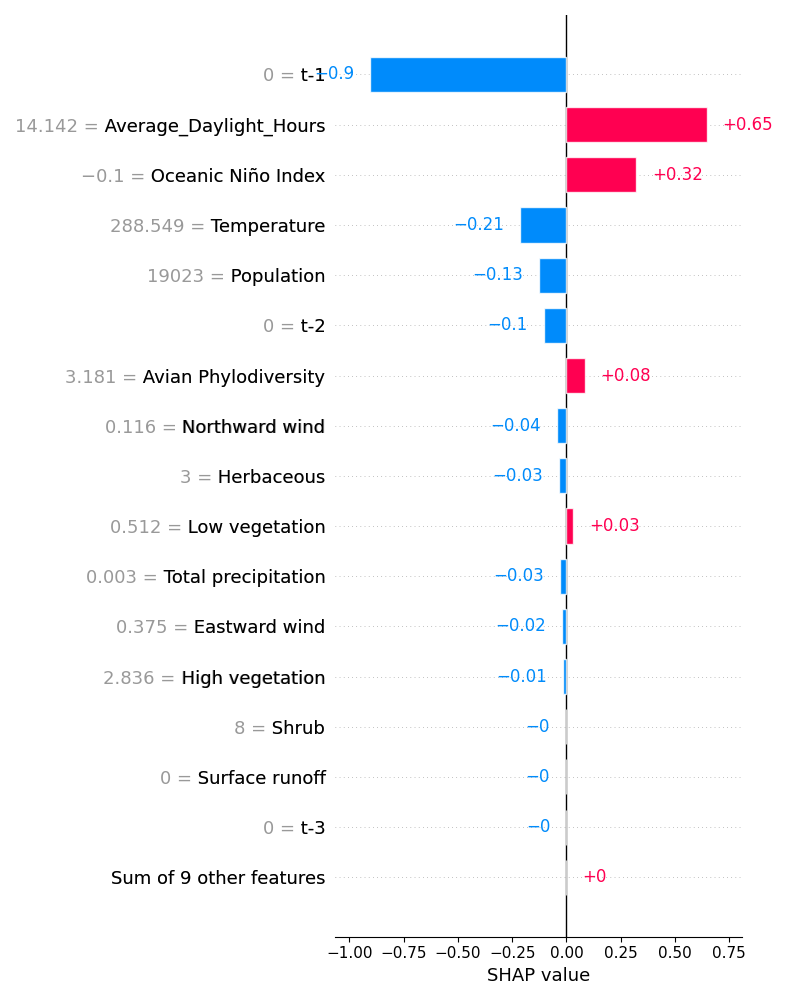 0 = t-1 −0.9
14.142 = Average_Daylight_Hours +0.65
−0.1 = Oceanic Niño Index +0.32
288.549 = Temperature −0.21
19023 = Population −0.13
0 = t-2 −0.1
3.181 = Avian Phylodiversity +0.08
0.116 = Northward wind −0.04
3 = Herbaceous −0.03
0.512 = Low vegetation +0.03
0.003 = Total precipitation −0.03
0.375 = Eastward wind −0.02
2.836 = High vegetation −0.01
8 = Shrub −0
0 = Surface runoff −0
0 = t-3 −0
Sum of 9 other features +0
−1.00 −0.75 −0.50 −0.25 0.00 0.25 0.50 0.75
SHAP value